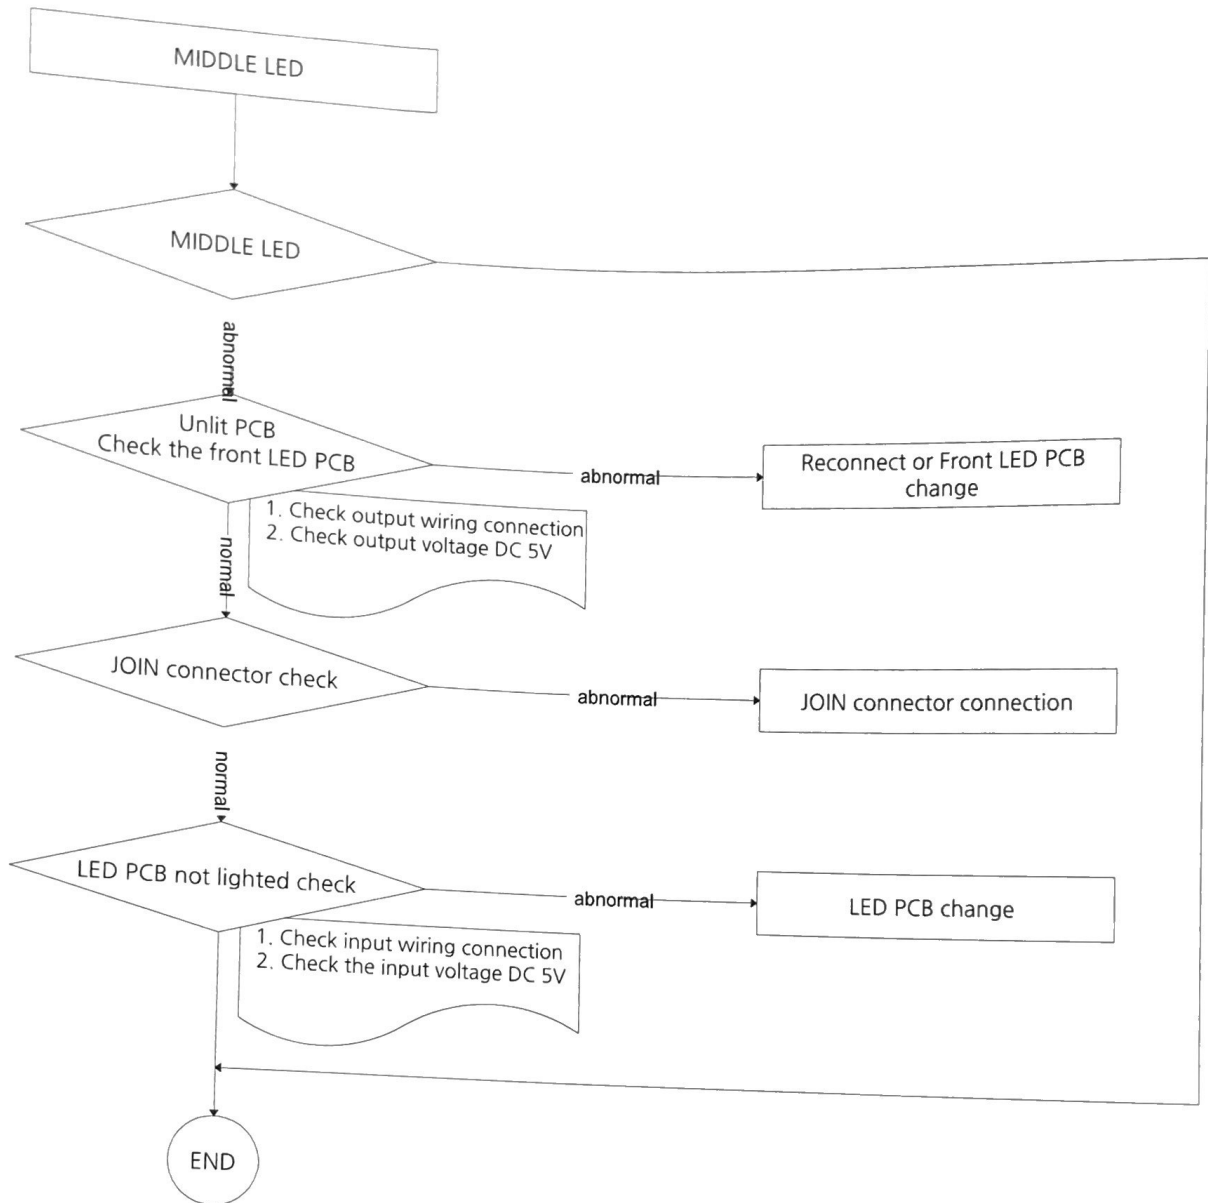 MIDDLE LED
MIDDLE LED
abnormal
Unlit PCB
Check the front LED PCB
abnormal
Reconnect or Front LED PCB
change
1. Check output wiring connection
2. Check output voltage DC 5V
normal
JOIN connector check
abnormal
JOIN connector connection
normal
LED PCB not lighted check
abnormal
LED PCB change
1. Check input wiring connection
2. Check the input voltage DC 5V
END